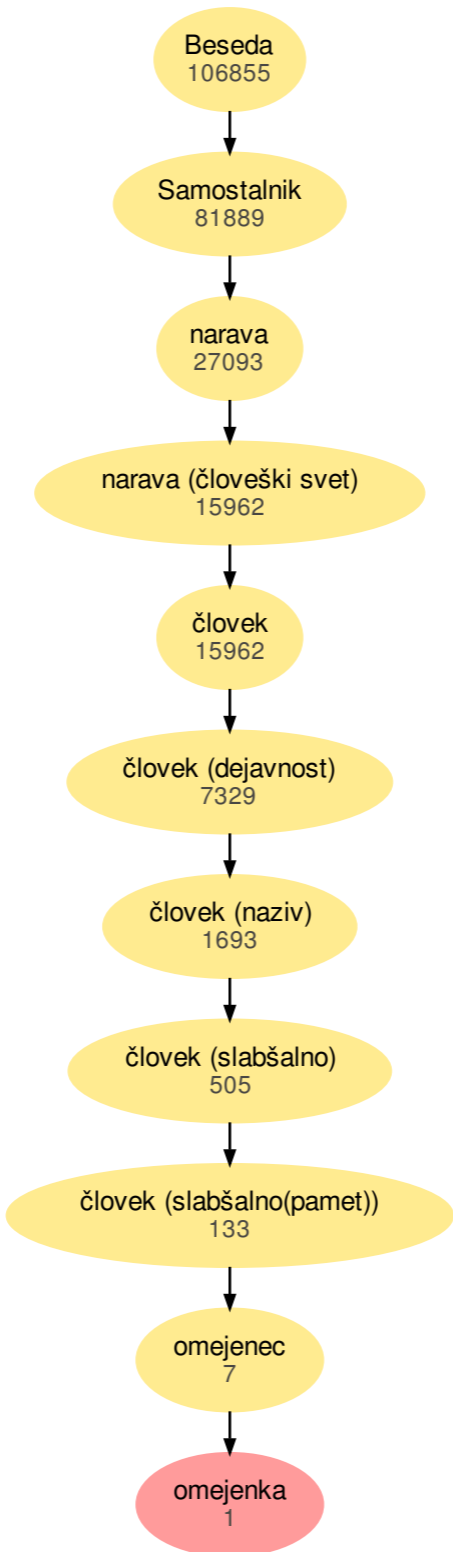 Beseda
106855
Samostalnik
81889
narava
27093
narava (človeški svet)
15962
človek
15962
človek (dejavnost)
7329
človek (naziv)
1693
človek (slabšalno)
505
človek (slabšalno(pamet))
133
omejenec
7
omejenka
1